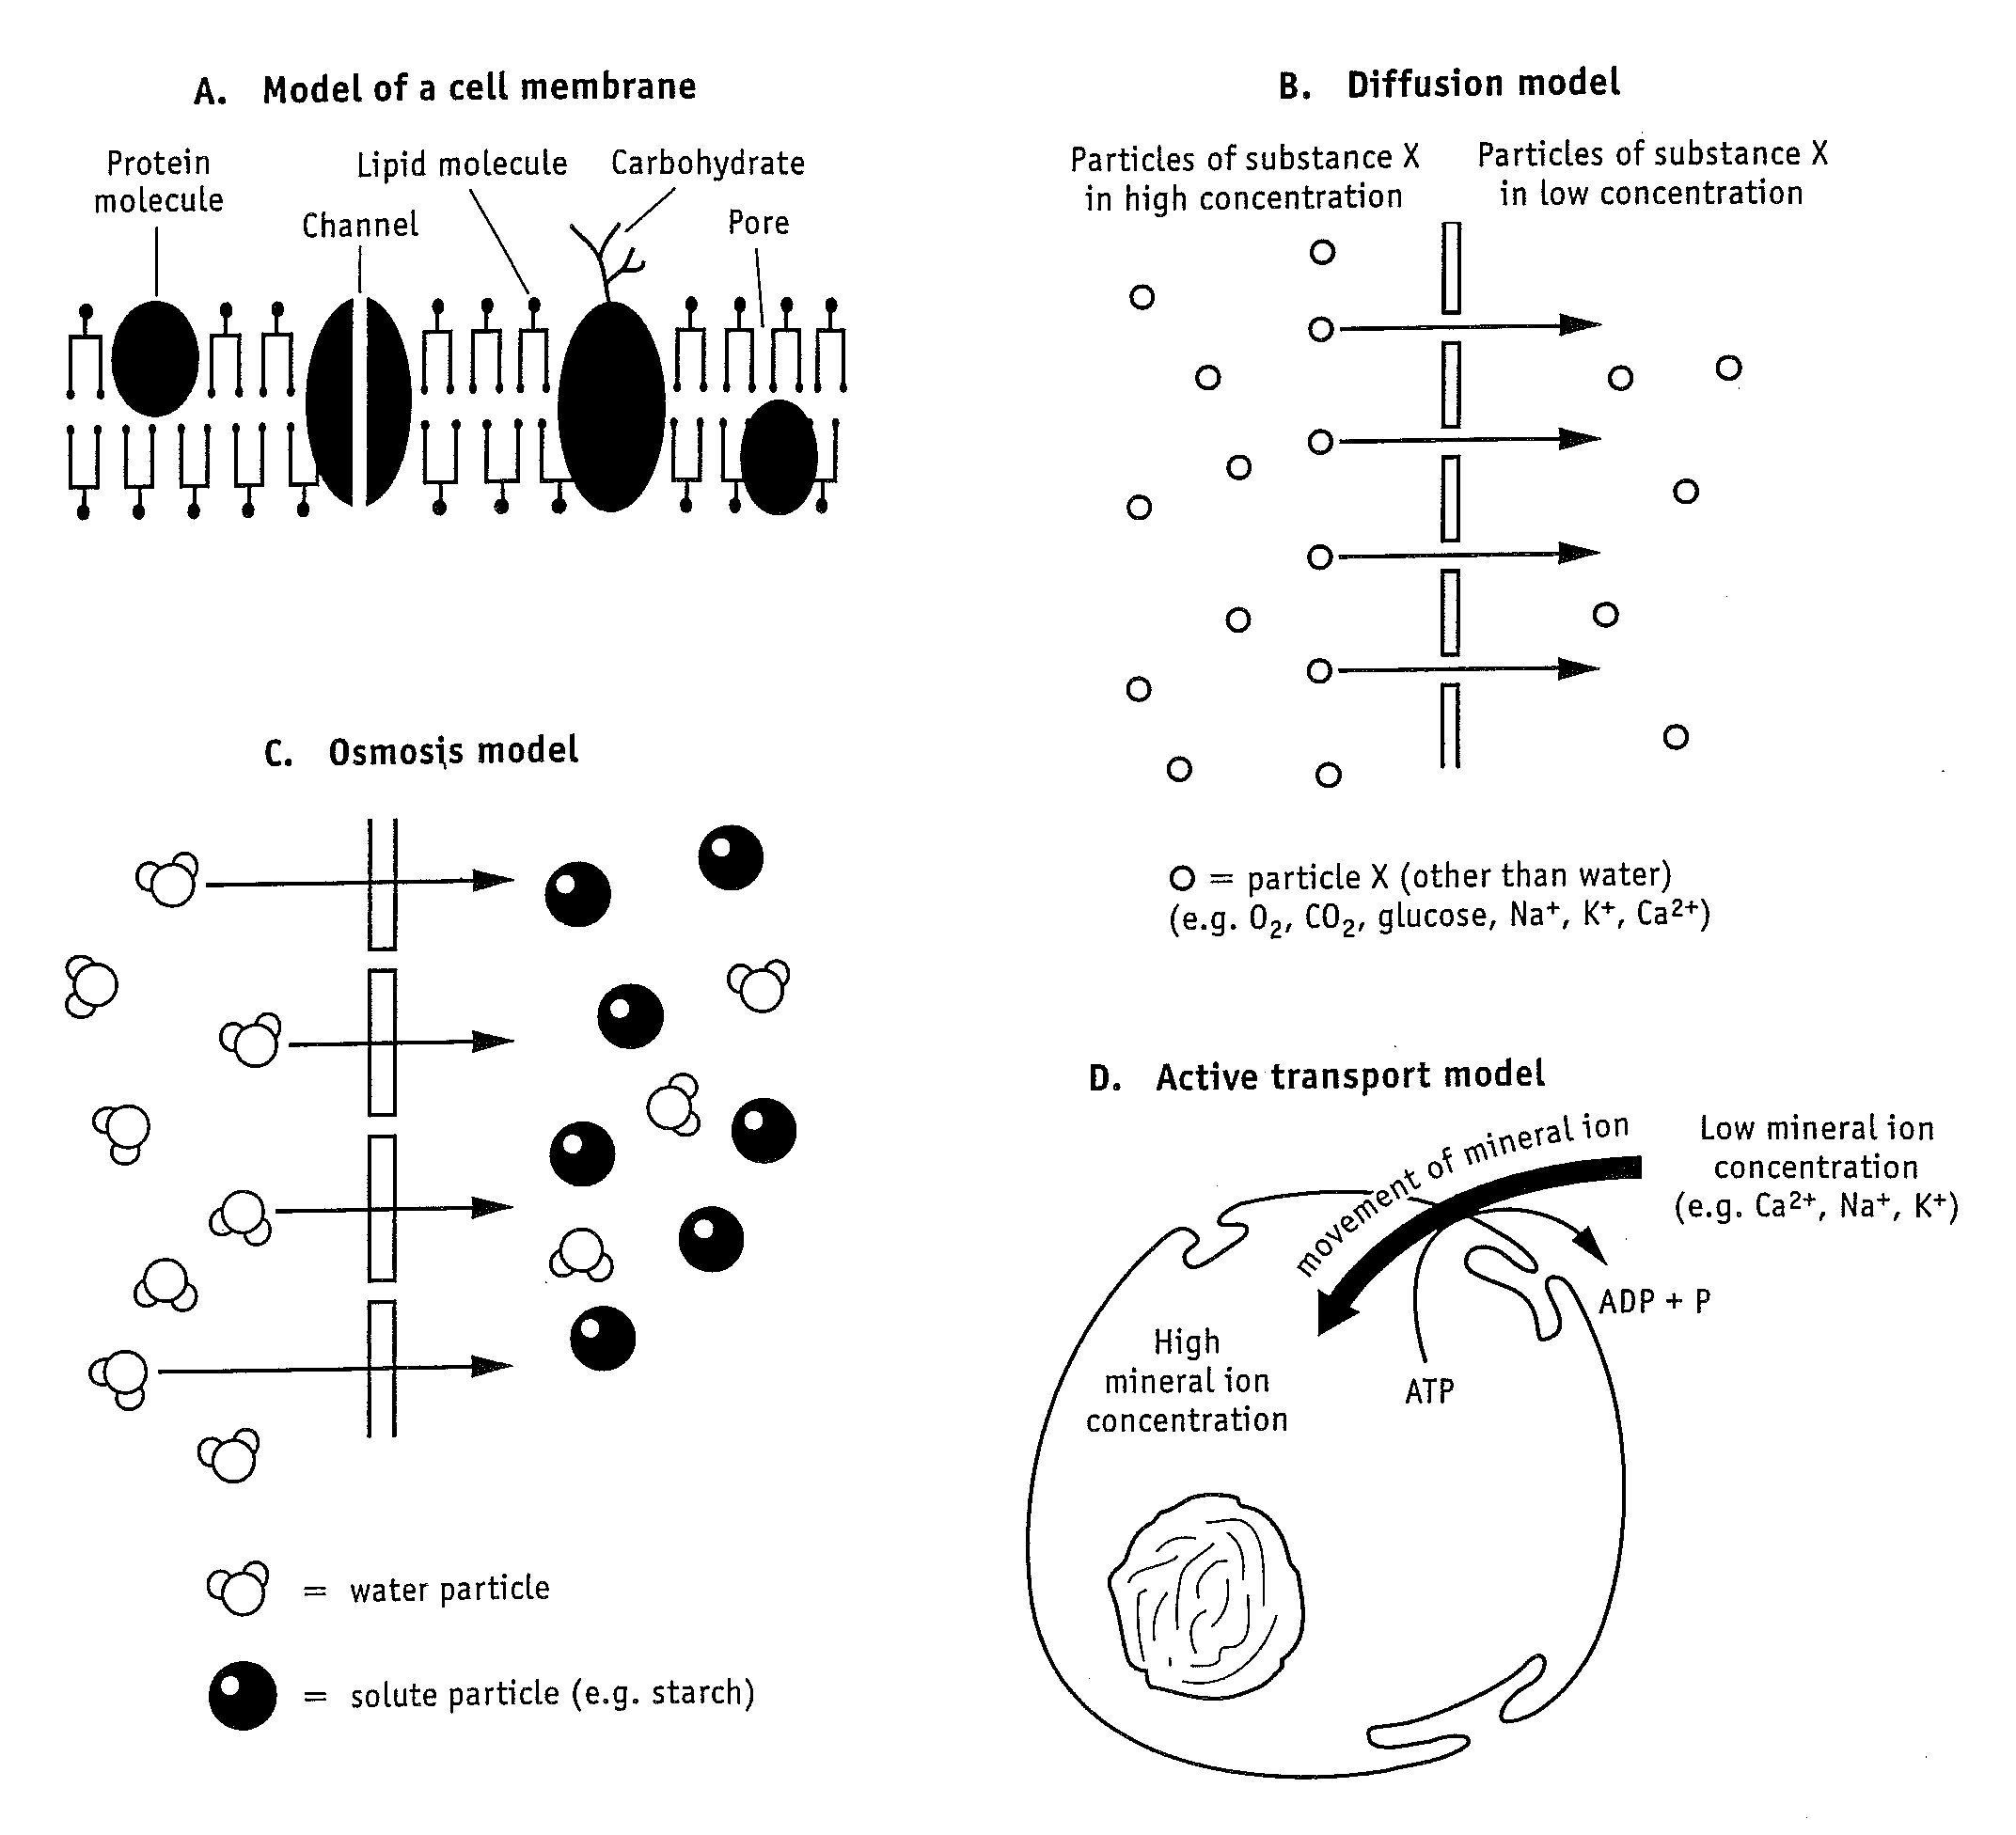 A. Model of a cell membrane
Protein
molecule
Channel
Lipid molecule
Carbohydrate
Pore
B. Diffusion model
Particles of substance X
in high concentration
Particles of substance X
in low concentration
O = particle X (other than water)
(e.g. O₂, CO₂, glucose, Na⁺, K⁺, Ca²⁺)
C. Osmosis model
= water particle
= solute particle (e.g. starch)
D. Active transport model
movement of mineral ion
Low mineral ion
concentration
(e.g. Ca²⁺, Na⁺, K⁺)
ADP + P
ATP
High
mineral ion
concentration